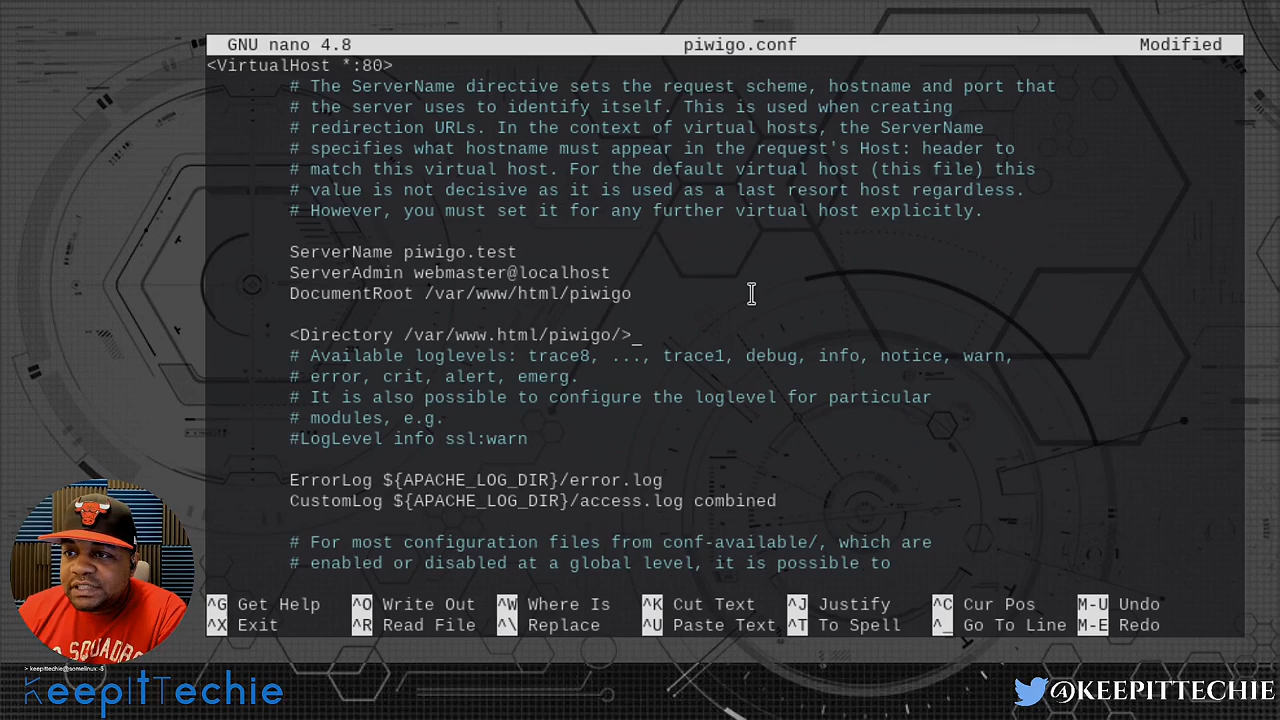 GNU nano 4.8 piwigo.conf Modified
<VirtualHost *:80>
# The ServerName directive sets the request scheme, hostname and port that
# the server uses to identify itself. This is used when creating
# redirection URLs. In the context of virtual hosts, the ServerName
# specifies what hostname must appear in the request's Host: header to
# match this virtual host. For the default virtual host (this file) this
# value is not decisive as it is used as a last resort host regardless.
# However, you must set it for any further virtual host explicitly.
ServerName piwigo.test
ServerAdmin webmaster@localhost
DocumentRoot /var/www/html/piwigo
<Directory /var/www.html/piwigo/>_
# Available loglevels: trace8, ..., trace1, debug, info, notice, warn,
# error, crit, alert, emerg.
# It is also possible to configure the loglevel for particular
# modules, e.g.
#LogLevel info ssl:warn
ErrorLog ${APACHE_LOG_DIR}/error.log
CustomLog ${APACHE_LOG_DIR}/access.log combined
# For most configuration files from conf-available/, which are
# enabled or disabled at a global level, it is possible to
^G Get Help ^O Write Out ^W Where Is ^K Cut Text ^J Justify ^C Cur Pos M-U Undo
^X Exit ^R Read File ^\ Replace ^U Paste Text ^T To Spell ^_ Go To Line M-E Redo
> keepittechie@somelinux:~$
KeepItTechie
@KEEPITTECHIE